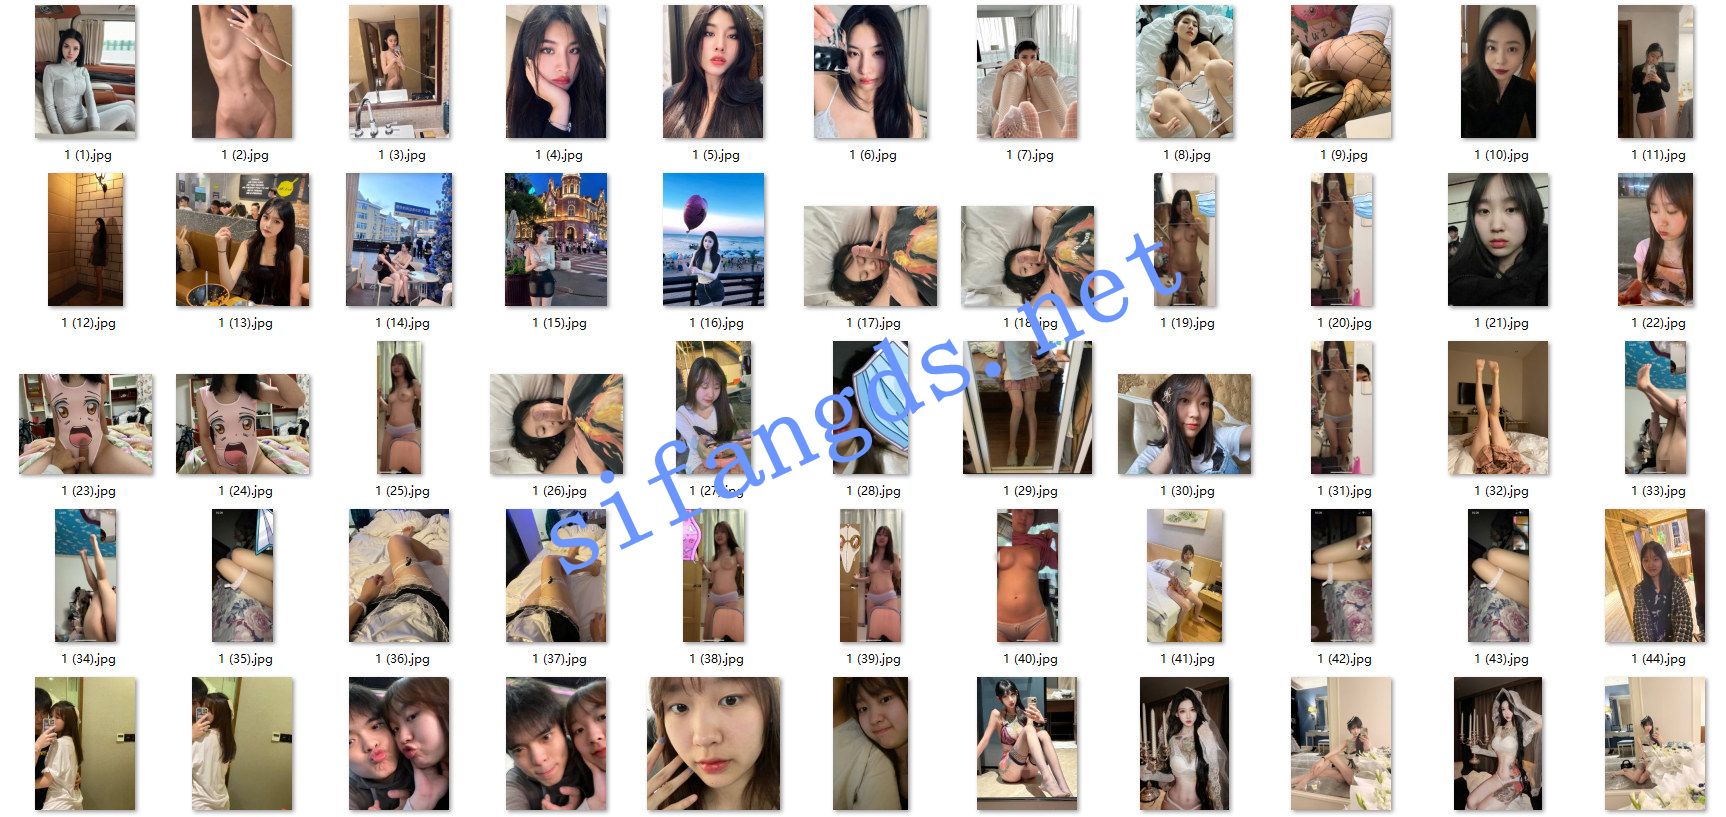 1 (1).jpg
1 (2).jpg
1 (3).jpg
1 (4).jpg
1 (5).jpg
1 (6).jpg
1 (7).jpg
1 (8).jpg
1 (9).jpg
1 (10).jpg
1 (11).jpg
1 (12).jpg
1 (13).jpg
1 (14).jpg
1 (15).jpg
1 (16).jpg
1 (17).jpg
1 (18).jpg
1 (19).jpg
1 (20).jpg
1 (21).jpg
1 (22).jpg
1 (23).jpg
1 (24).jpg
1 (25).jpg
1 (26).jpg
1 (27).jpg
1 (28).jpg
1 (29).jpg
1 (30).jpg
1 (31).jpg
1 (32).jpg
1 (33).jpg
sifangds.net
1 (34).jpg
1 (35).jpg
1 (36).jpg
1 (37).jpg
1 (38).jpg
1 (39).jpg
1 (40).jpg
1 (41).jpg
1 (42).jpg
1 (43).jpg
1 (44).jpg